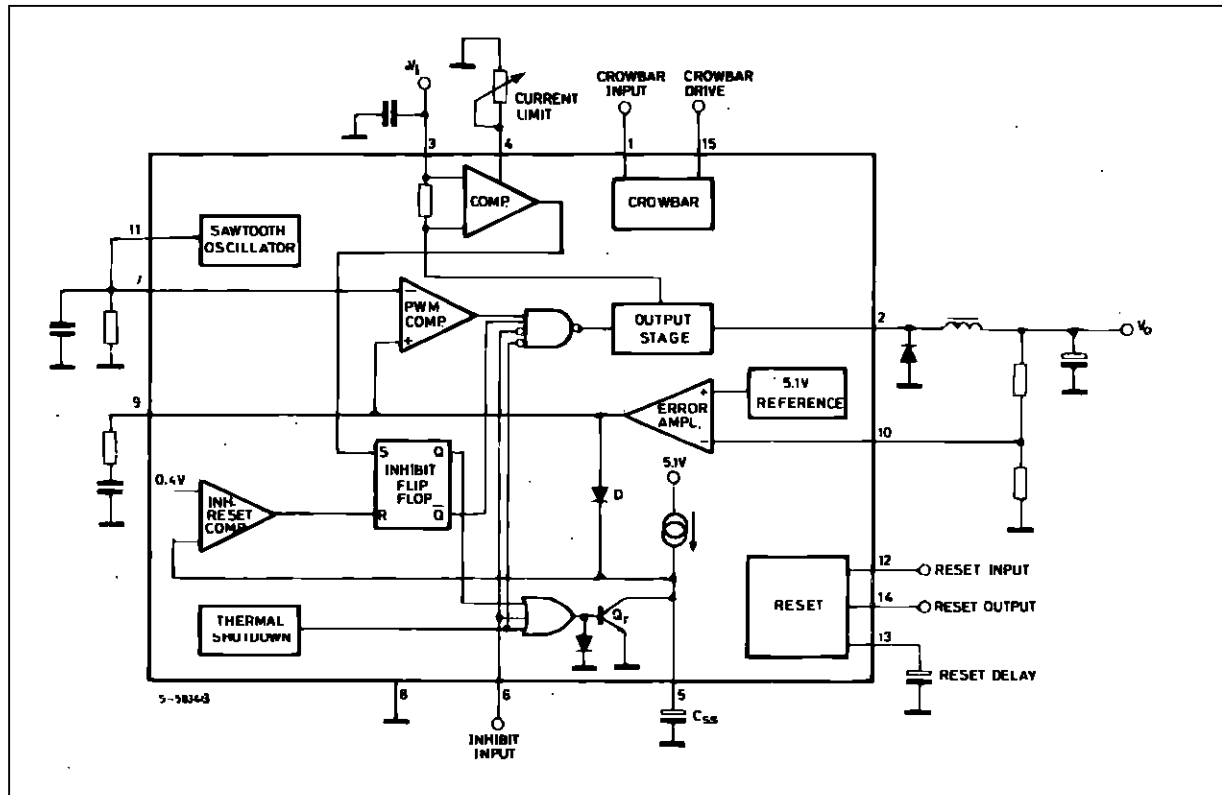 +Vi
CURRENT
LIMIT
CROWBAR
INPUT
CROWBAR
DRIVE
3
4
1
15
COMP.
CROWBAR
11
SAWTOOTH
OSCILLATOR
7
-
PWM
COMP.
+
OUTPUT
STAGE
2
Vo
9
ERROR
AMPL.
+
-
5.1V
REFERENCE
10
S
Q
INHIBIT
FLIP
FLOP
R
Q
0.4V
INH.
RESET
COMP.
D
5.1V
THERMAL
SHUTDOWN
Qr
RESET
12
RESET INPUT
14
RESET OUTPUT
13
RESET DELAY
8
6
5
Css
INHIBIT
INPUT